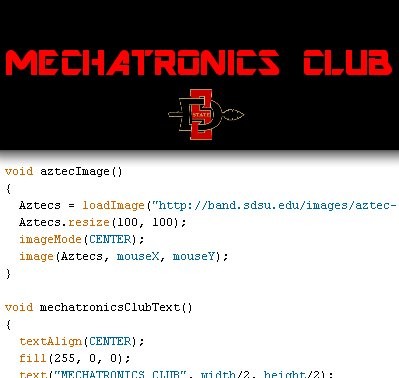 MECHATRONICS CLUB
STATE
void aztecImage()
{
  Aztecs = loadImage("http://band.sdsu.edu/images/aztec-
  Aztecs.resize(100, 100);
  imageMode(CENTER);
  image(Aztecs, mouseX, mouseY);
}
void mechatronicsClubText()
{
  textAlign(CENTER);
  fill(255, 0, 0);
  text("MECHATRONICS CLUB", width/2, height/2);